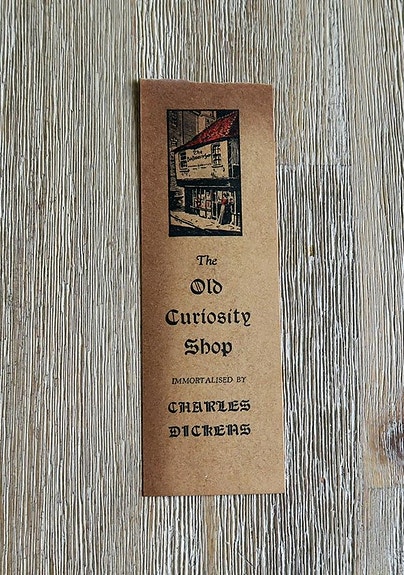 The
Old
Curiosity
Shop
IMMORTALISED BY
CHARLES
DICKENS